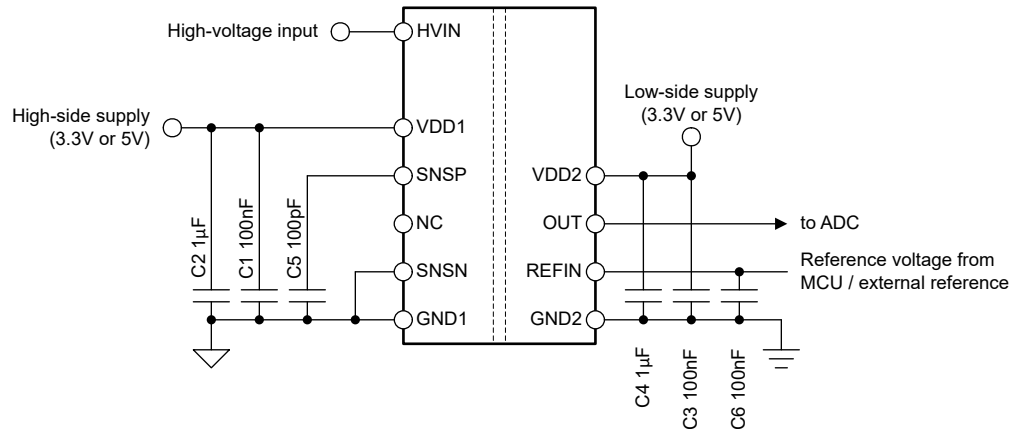 High-voltage input
HVIN
High-side supply
(3.3V or 5V)
VDD1
SNSP
NC
SNSN
GND1
C2 1µF
C1 100nF
C5 100pF
Low-side supply
(3.3V or 5V)
VDD2
OUT
to ADC
REFIN
Reference voltage from
MCU / external reference
GND2
C4 1µF
C3 100nF
C6 100nF